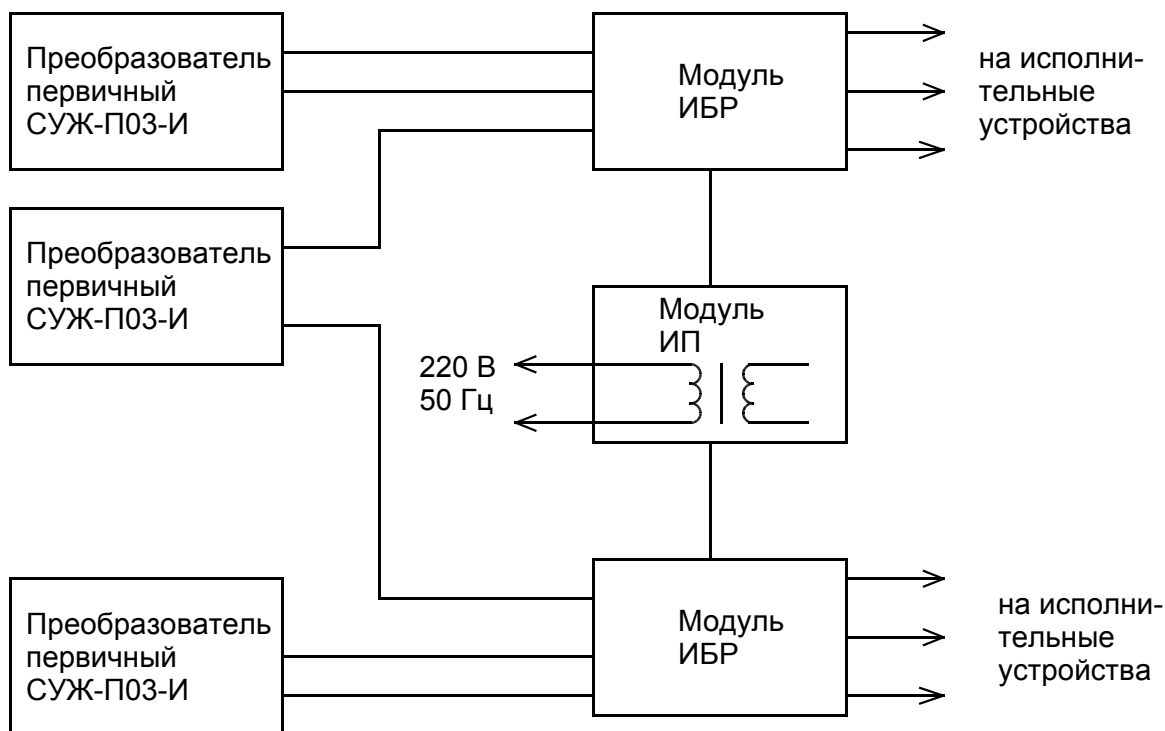 Преобразователь
первичный
СУЖ-П03-И
Модуль
ИБР
на исполни-
тельные
устройства
Преобразователь
первичный
СУЖ-П03-И
Модуль
ИП
220 В
50 Гц
Преобразователь
первичный
СУЖ-П03-И
Модуль
ИБР
на исполни-
тельные
устройства